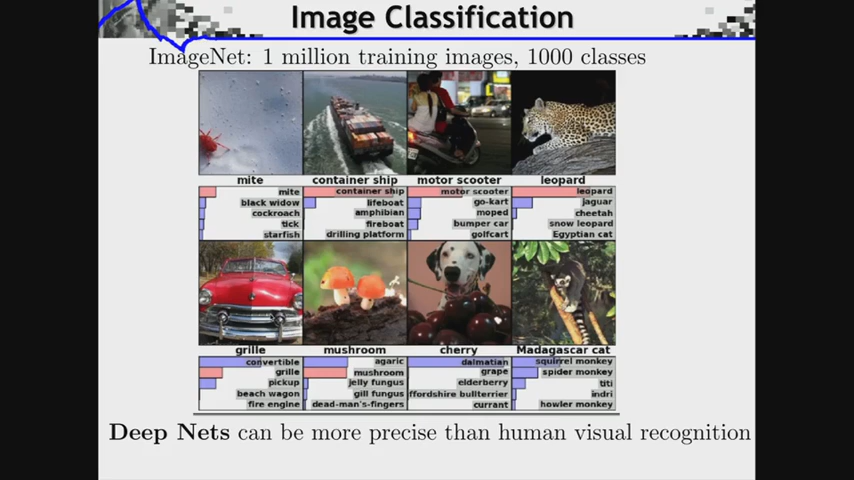 Image Classification
ImageNet: 1 million training images, 1000 classes
mite container ship motor scooter leopard
mite container ship motor scooter leopard
black widow lifeboat go-kart jaguar
cockroach amphibian moped cheetah
tick fireboat bumper car snow leopard
starfish drilling platform golfcart Egyptian cat
grille mushroom cherry Madagascar cat
convertible agaric dalmatian squirrel monkey
grille mushroom grape spider monkey
pickup jelly fungus elderberry titi
beach wagon gill fungus ffordshire bullterrier indri
fire engine dead-man's-fingers currant howler monkey
Deep Nets can be more precise than human visual recognition